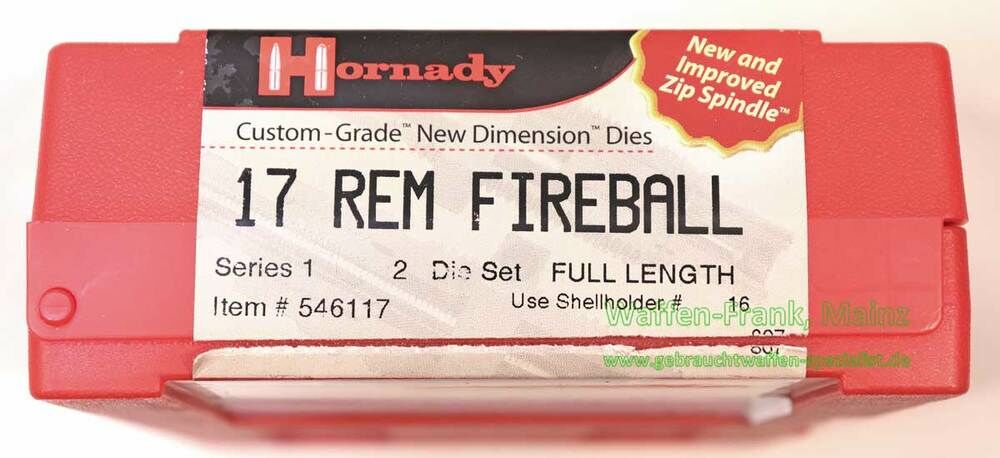 Hornady
New and
Improved
Zip Spindle™
Custom-Grade™ New Dimension™ Dies
17 REM FIREBALL
Series 1 2 Die Set FULL LENGTH
Item # 546117 Use Shellholder # 16
Waffen-Frank, Mainz
807
www.gebrauchtwaffen-spezialist.de